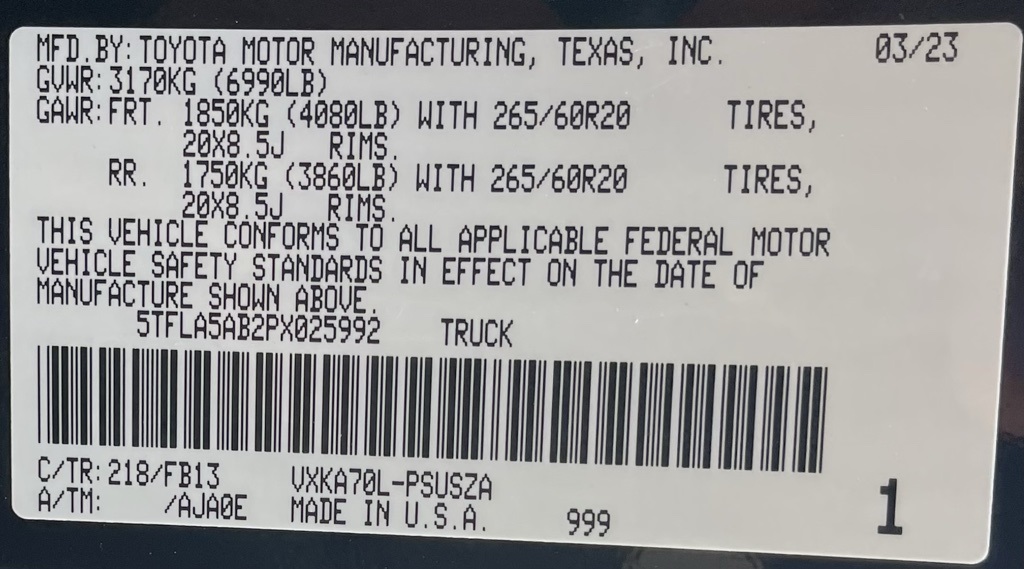 MFD.BY: TOYOTA MOTOR MANUFACTURING, TEXAS, INC. 03/23
GVWR: 3170KG (6990LB)
GAWR: FRT. 1850KG (4080LB) WITH 265/60R20 TIRES,
20X8.5J RIMS.
RR. 1750KG (3860LB) WITH 265/60R20 TIRES,
20X8.5J RIMS.
THIS VEHICLE CONFORMS TO ALL APPLICABLE FEDERAL MOTOR
VEHICLE SAFETY STANDARDS IN EFFECT ON THE DATE OF
MANUFACTURE SHOWN ABOVE.
5TFLA5AB2PX025992 TRUCK
C/TR: 218/FB13 VXKA70L-PSUSZA
A/TM: /AJA0E MADE IN U.S.A. 999 1